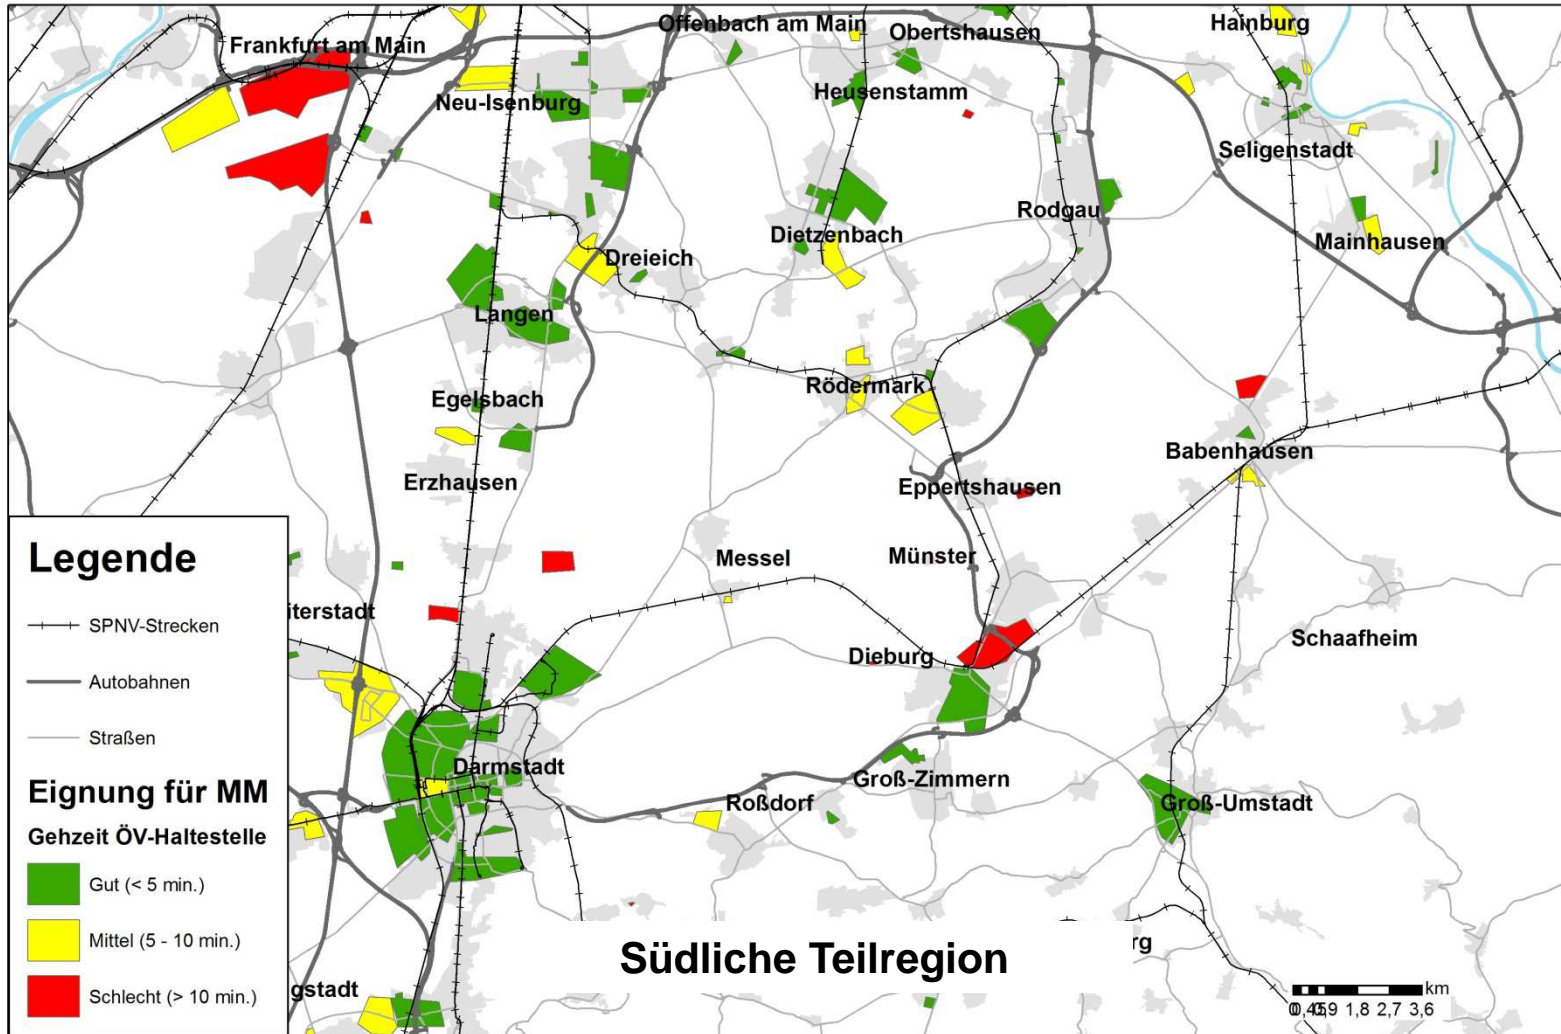 Offenbach am Main
Hainburg
Obertshausen
Frankfurt am Main
Heusenstamm
Neu-Isenburg
Seligenstadt
Rodgau
Dietzenbach
Mainhausen
Dreieich
Langen
Rödermark
Egelsbach
Babenhausen
Erzhausen
Eppertshausen
Messel
Münster
iterstadt
Schaafheim
Dieburg
Darmstadt
Groß-Zimmern
Roßdorf
Groß-Umstadt
rg
gstadt
Legende
SPNV-Strecken
Autobahnen
Straßen
Eignung für MM
Gehzeit ÖV-Haltestelle
Gut (< 5 min.)
Mittel (5 - 10 min.)
Schlecht (> 10 min.)
Südliche Teilregion
km
1,8 2,7 3,6